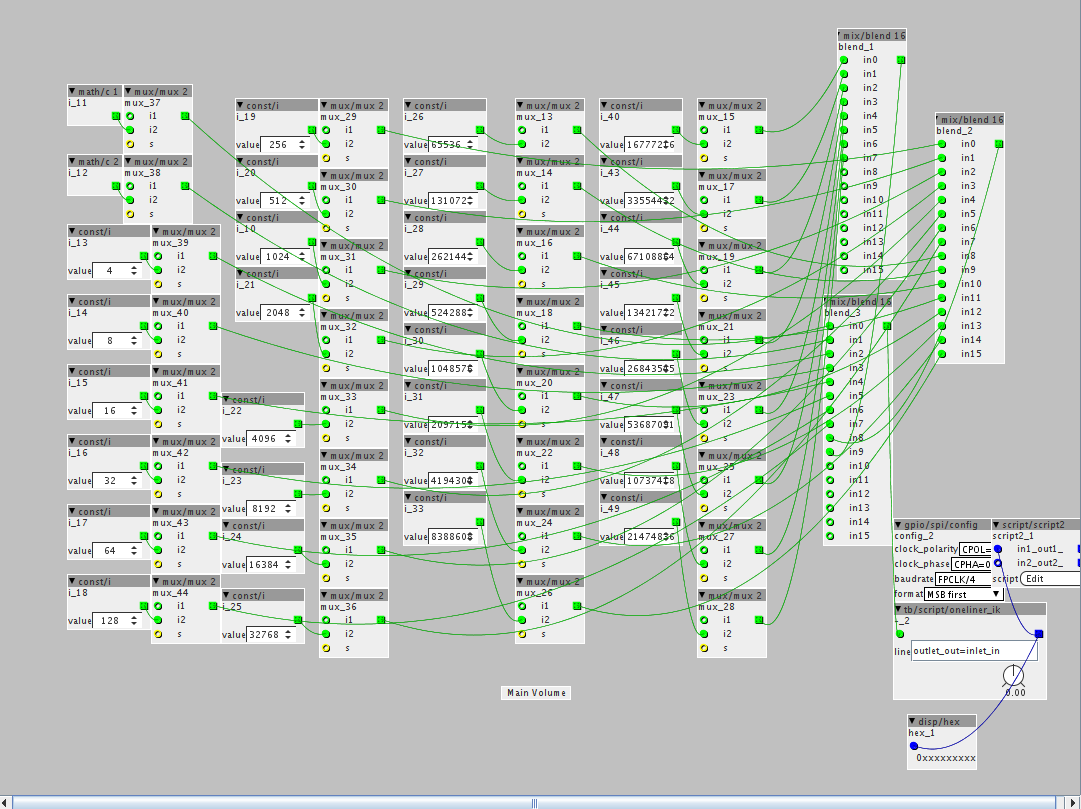 math/c 1
i_11
mux/mux 2
mux_37
i1
i2
s
math/c 2
i_12
mux/mux 2
mux_38
i1
i2
s
const/i
i_13
value 4
mux/mux 2
mux_39
i1
i2
s
const/i
i_14
value 8
mux/mux 2
mux_40
i1
i2
s
const/i
i_15
value 16
mux/mux 2
mux_41
i1
i2
s
const/i
i_16
value 32
mux/mux 2
mux_42
i1
i2
s
const/i
i_17
value 64
mux/mux 2
mux_43
i1
i2
s
const/i
i_18
value 128
mux/mux 2
mux_44
i1
i2
s
const/i
i_19
value 256
const/i
i_20
value 512
const/i
i_10
value 1024
const/i
i_21
value 2048
const/i
i_22
value 4096
const/i
i_23
value 8192
const/i
i_24
value 16384
i_25
value 32768
mux/mux 2
mux_29
i1
i2
s
mux/mux 2
mux_30
i1
i2
s
mux/mux 2
mux_31
i1
i2
s
mux/mux 2
mux_32
i1
i2
s
mux/mux 2
mux_33
i1
i2
s
mux/mux 2
mux_34
i1
i2
s
mux/mux 2
mux_35
i1
i2
s
mux/mux 2
mux_36
i1
i2
s
const/i
i_26
value 65536
const/i
i_27
value 131072
const/i
i_28
value 262144
const/i
i_29
value 524288
const/i
i_30
value 1048576
const/i
i_31
value 2097152
const/i
i_32
value 4194304
const/i
i_33
value 8388608
mux/mux 2
mux_13
i1
i2
s
mux/mux 2
mux_14
i1
i2
s
mux/mux 2
mux_16
i1
i2
s
mux/mux 2
mux_18
i1
i2
s
mux/mux 2
mux_20
i1
i2
s
mux/mux 2
mux_22
i1
i2
s
mux/mux 2
mux_24
i1
i2
s
mux/mux 2
mux_26
i1
i2
s
const/i
i_40
value
const/i
i_43
value
const/i
i_44
value
const/i
i_45
value
const/i
i_46
value
const/i
i_47
value
const/i
i_48
value
const/i
i_49
value
mux/mux 2
mux_15
i1
i2
s
mux/mux 2
mux_17
i1
i2
s
mux/mux 2
mux_19
i1
i2
s
mux/mux 2
mux_21
i1
i2
s
mux/mux 2
mux_23
i1
i2
s
mux/mux 2
mux_25
i1
i2
s
mux/mux 2
mux_27
i1
i2
s
mux/mux 2
mux_28
i1
i2
s
mix/blend 16
blend_1
in0
in1
in2
in3
in4
in5
in6
in7
in8
in9
in10
in11
in12
in13
in14
in15
mix/blend 16
blend_2
in0
in1
in2
in3
in4
in5
in6
in7
in8
in9
in10
in11
in12
in13
in14
in15
mix/blend 16
blend_3
in0
in1
in2
in3
in4
in5
in6
in7
in8
in9
in10
in11
in12
in13
in14
in15
gpio/spi/config
config_2
clock_polarity CPOL=
clock_phase CPHA=0
baudrate FPCLK/4
format MSB first
script/script2
script2_1
in1_out1_
in2_out2_
script Edit
tb/script/oneliner_ik
_2
line outlet_out=inlet_in
0.00
disp/hex
hex_1
0xxxxxxxxx
Main Volume